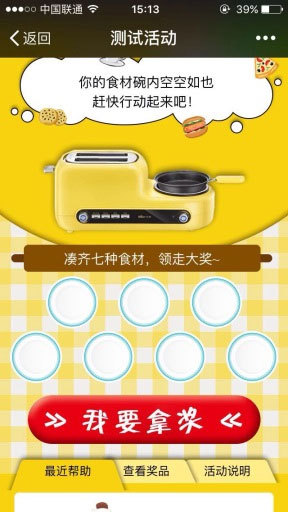 中国联通 15:13 39%
返回 测试活动
你的食材碗内空空如也
赶快行动起来吧!
凑齐七种食材,领走大奖~
» 我要拿奖 »
最近帮助 查看奖品 活动说明